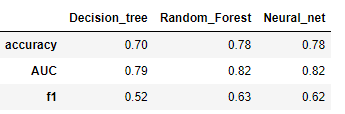 Decision_tree Random_Forest Neural_net
accuracy 0.70 0.78 0.78
AUC 0.79 0.82 0.82
f1 0.52 0.63 0.62